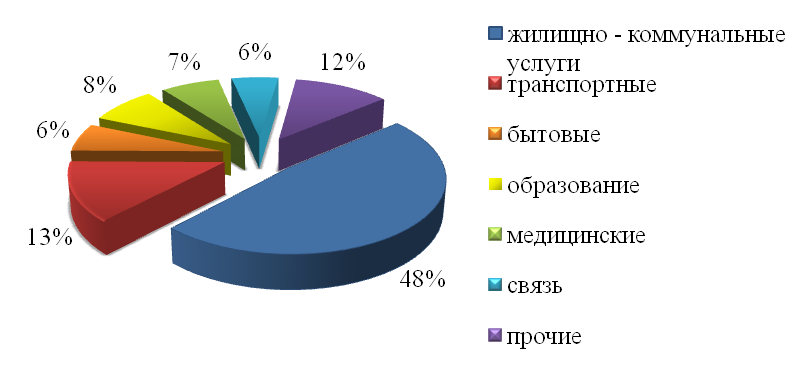 6%
12%
7%
8%
6%
13%
48%
жилищно - коммунальные
услуги
транспортные
бытовые
образование
медицинские
связь
прочие